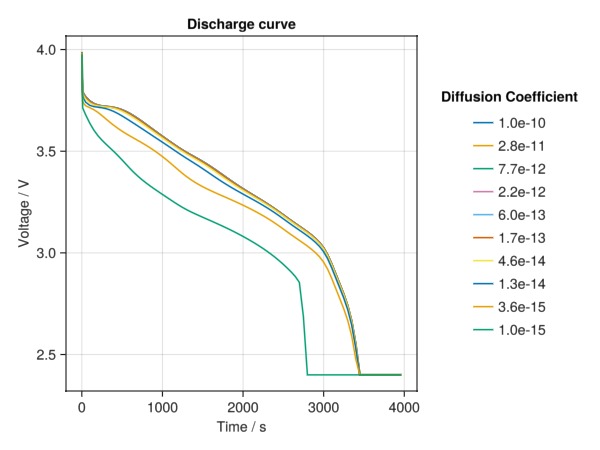 Discharge curve
4.0
3.5
3.0
2.5
Voltage / V
0
1000
2000
3000
4000
Time / s
Diffusion Coefficient
1.0e-10
2.8e-11
7.7e-12
2.2e-12
6.0e-13
1.7e-13
4.6e-14
1.3e-14
3.6e-15
1.0e-15